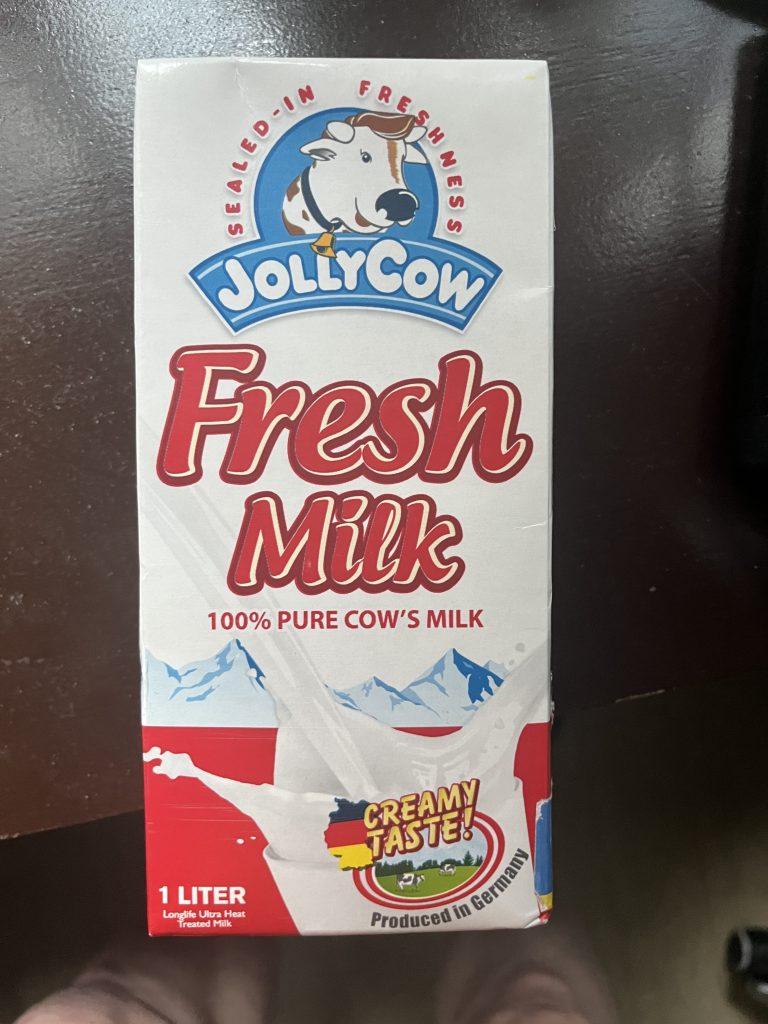 SEALED-IN FRESHNESS
JOLLYCOW
Fresh
Milk
100% PURE COW'S MILK
CREAMY
TASTE!
Produced in Germany
1 LITER
Longlife Ultra Heat
Treated Milk